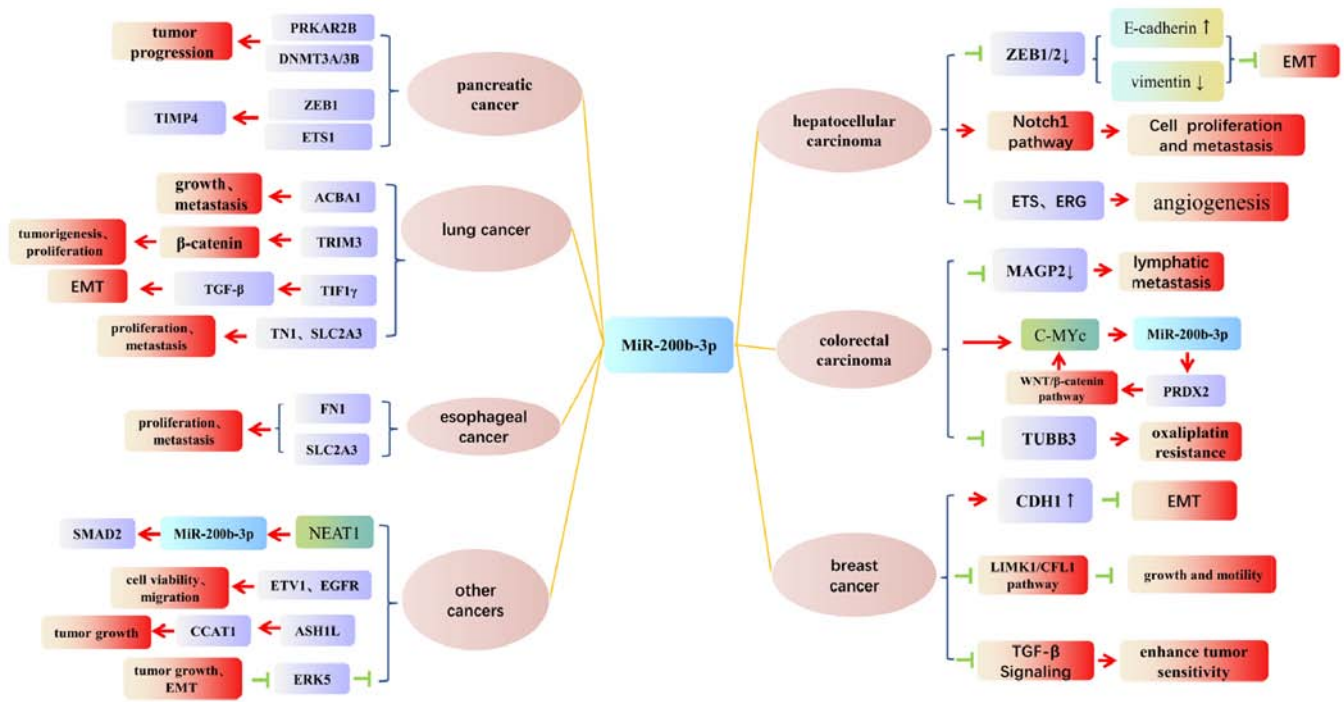 tumor
progression
PRKAR2B
DNMT3A/3B
TIMP4
ZEB1
ETS1
pancreatic
cancer
growth、
metastasis
ACBA1
tumorigenesis、
proliferation
β-catenin
TRIM3
EMT
TGF-β
TIF1γ
proliferation、
metastasis
TN1、SLC2A3
lung cancer
proliferation、
metastasis
FN1
SLC2A3
esophageal
cancer
SMAD2
MiR-200b-3p
NEAT1
cell viability、
migration
ETV1、EGFR
tumor growth
CCAT1
ASH1L
tumor growth、
EMT
ERK5
other
cancers
MiR-200b-3p
hepatocellular
carcinoma
ZEB1/2↓
E-cadherin ↑
vimentin ↓
EMT
Notch1
pathway
Cell proliferation
and metastasis
ETS、ERG
angiogenesis
colorectal
carcinoma
MAGP2↓
lymphatic
metastasis
C-MYc
MiR-200b-3p
WNT/β-catenin
pathway
PRDX2
TUBB3
oxaliplatin
resistance
breast
cancer
CDH1 ↑
EMT
LIMK1/CFL1
pathway
growth and motility
TGF-β
Signaling
enhance tumor
sensitivity